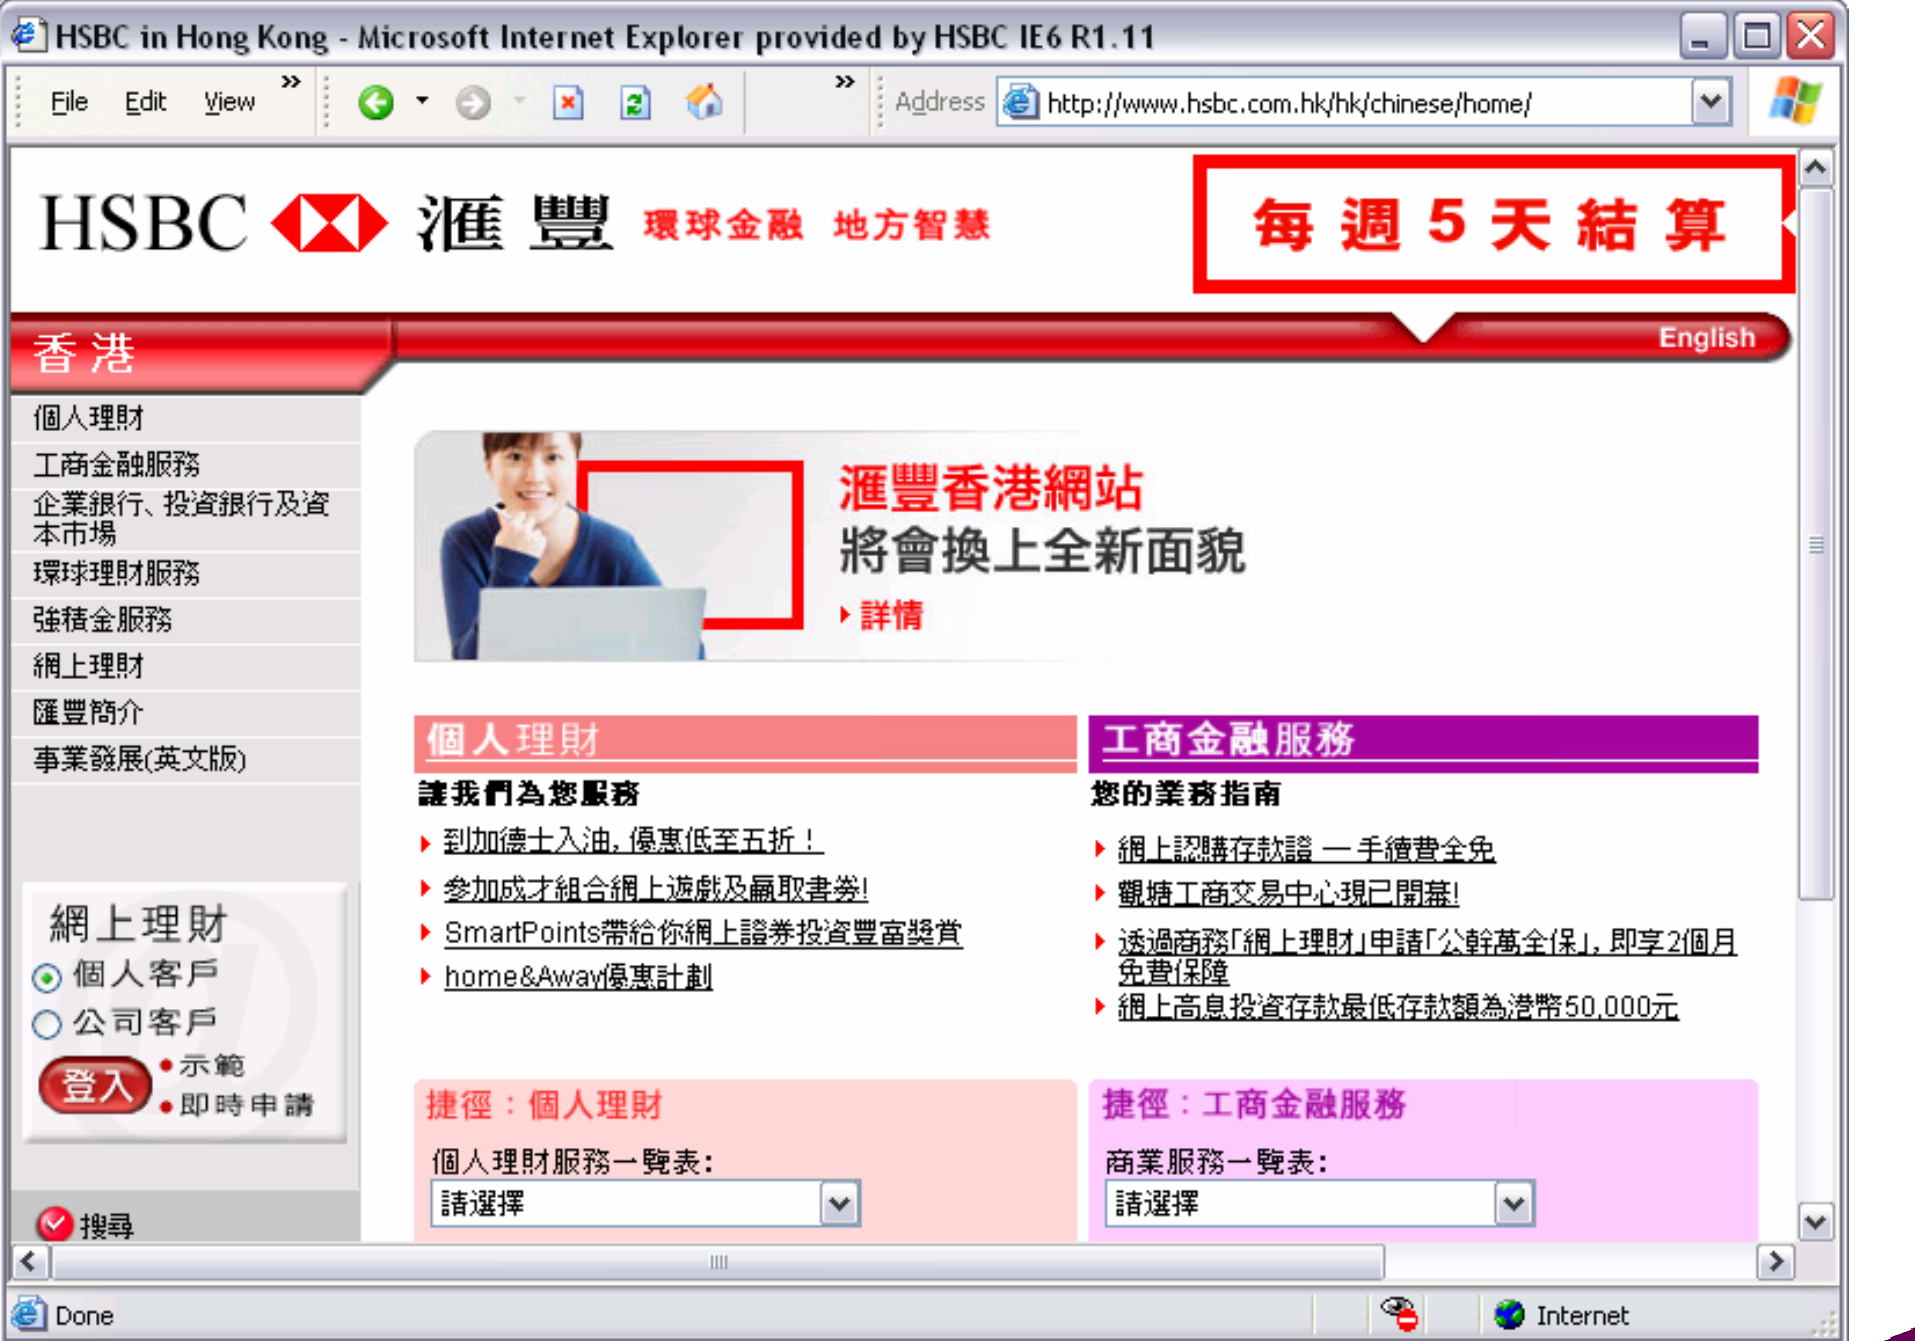 HSBC in Hong Kong - Microsoft Internet Explorer provided by HSBC IE6 R1.11
File Edit View » » Address http://www.hsbc.com.hk/hk/chinese/home/
HSBC 滙豐 環球金融 地方智慧
每週5天結算
香港
English
個人理財
工商金融服務
企業銀行、投資銀行及資
本市場
環球理財服務
強積金服務
網上理財
匯豐簡介
事業發展(英文版)
網上理財
個人客戶
公司客戶
登入
示範
即時申請
搜尋
滙豐香港網站
將會換上全新面貌
詳情
個人理財
讓我們為您服務
到加德士入油, 優惠低至五折！
參加成才組合網上遊戲及贏取書券!
SmartPoints帶給你網上證券投資豐富獎賞
home&Away優惠計劃
工商金融服務
您的業務指南
網上認購存款證 — 手續費全免
觀塘工商交易中心現已開幕!
透過商務「網上理財」申請「公幹萬全保」, 即享2個月
免費保障
網上高息投資存款最低存款額為港幣50,000元
捷徑：個人理財
個人理財服務一覽表:
請選擇
捷徑：工商金融服務
商業服務一覽表:
請選擇
Done
Internet